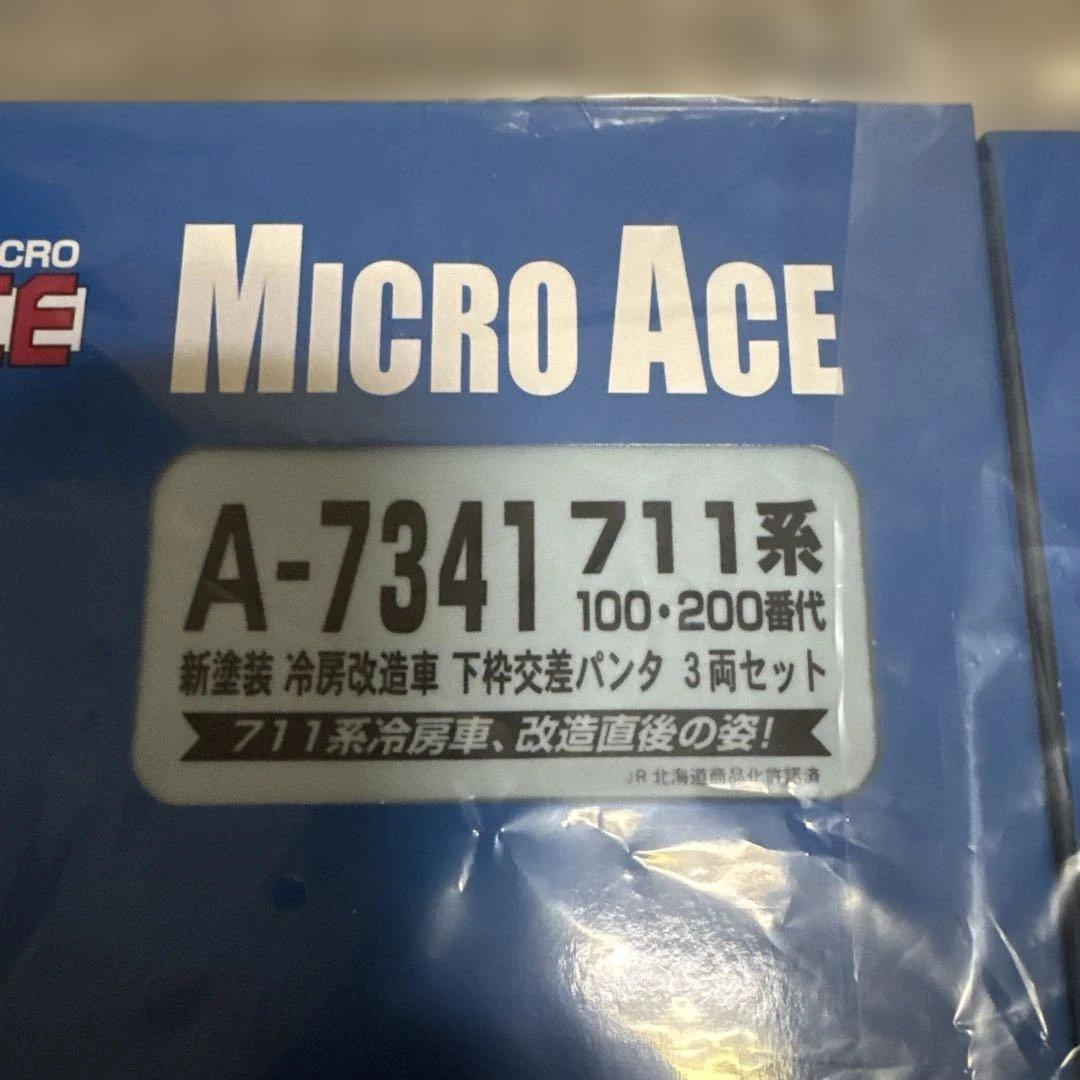 CRO
CE
MICRO ACE
A-7341 711系
100・200番代
新塗装 冷房改造車 下枠交差パンタ 3両セット
711系冷房車、改造直後の姿!
JR北海道商品化許諾済